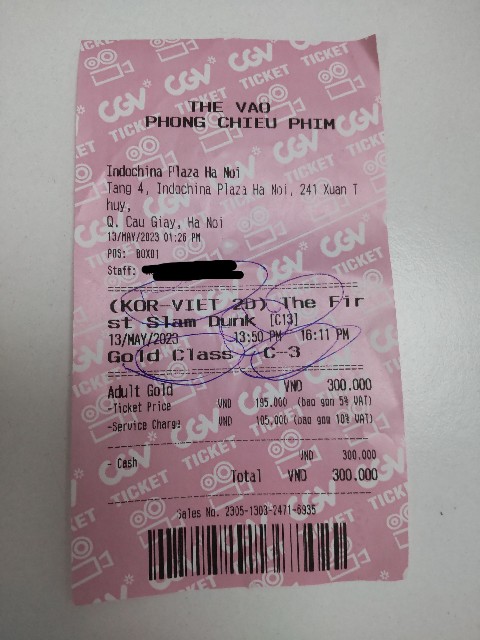 THE VAO
PHONG CHIEU PHIM
Indochina Plaza Ha Noi
Tang 4, Indochina Plaza Ha Noi, 241 Xuan T
huy,
Q. Cau Giay, Ha Noi
13/MAY/2023 01:26 PM
POS: BOX01
Staff:
(KOR-VIET 2D) The Fir
st Slam Dunk [C13]
13/MAY/2023 13:50 PM 16:11 PM
Gold Class C-3
Adult Gold VND 300.000
-Ticket Price VND 195.000 (bao gom 5% VAT)
-Service Charge VND 105.000 (bao gom 10% VAT)
- Cash VND 300.000
Total VND 300.000
Sales No. 2305-1303-2471-6935